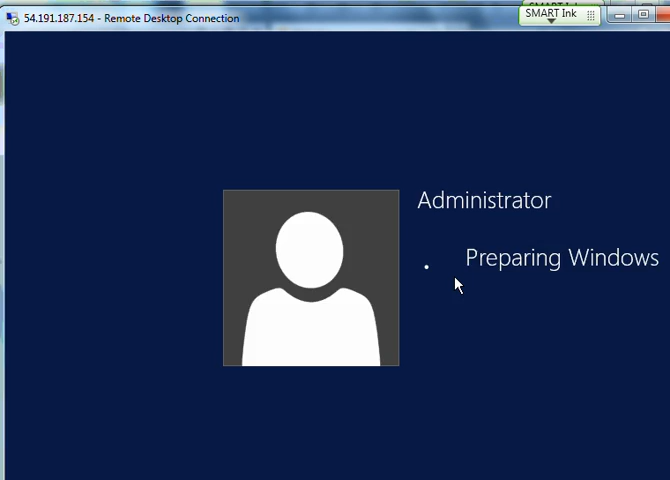 54.191.187.154 - Remote Desktop Connection
SMART Ink
Administrator
Preparing Windows